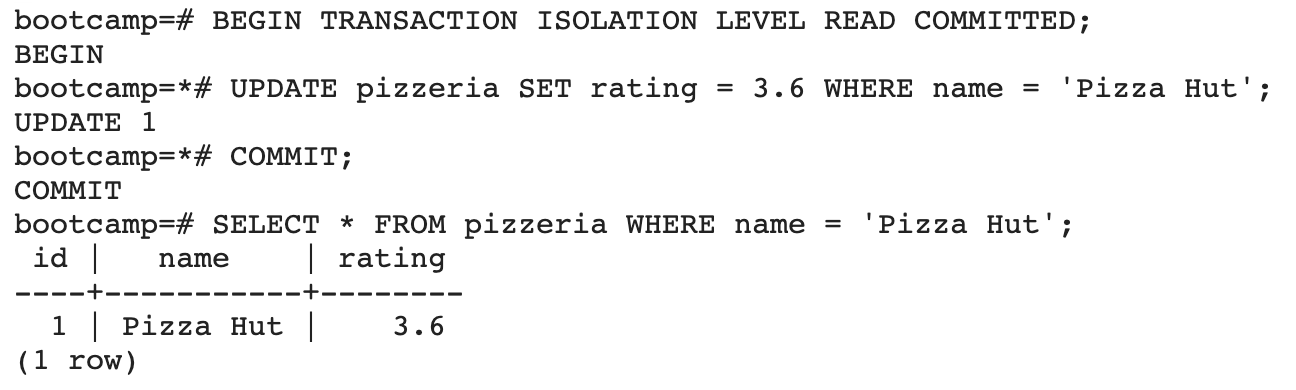 bootcamp=# BEGIN TRANSACTION ISOLATION LEVEL READ COMMITTED;
BEGIN
bootcamp=*# UPDATE pizzeria SET rating = 3.6 WHERE name = 'Pizza Hut';
UPDATE 1
bootcamp=*# COMMIT;
COMMIT
bootcamp=# SELECT * FROM pizzeria WHERE name = 'Pizza Hut';
 id |   name    | rating
----+-----------+--------
  1 | Pizza Hut |    3.6
(1 row)